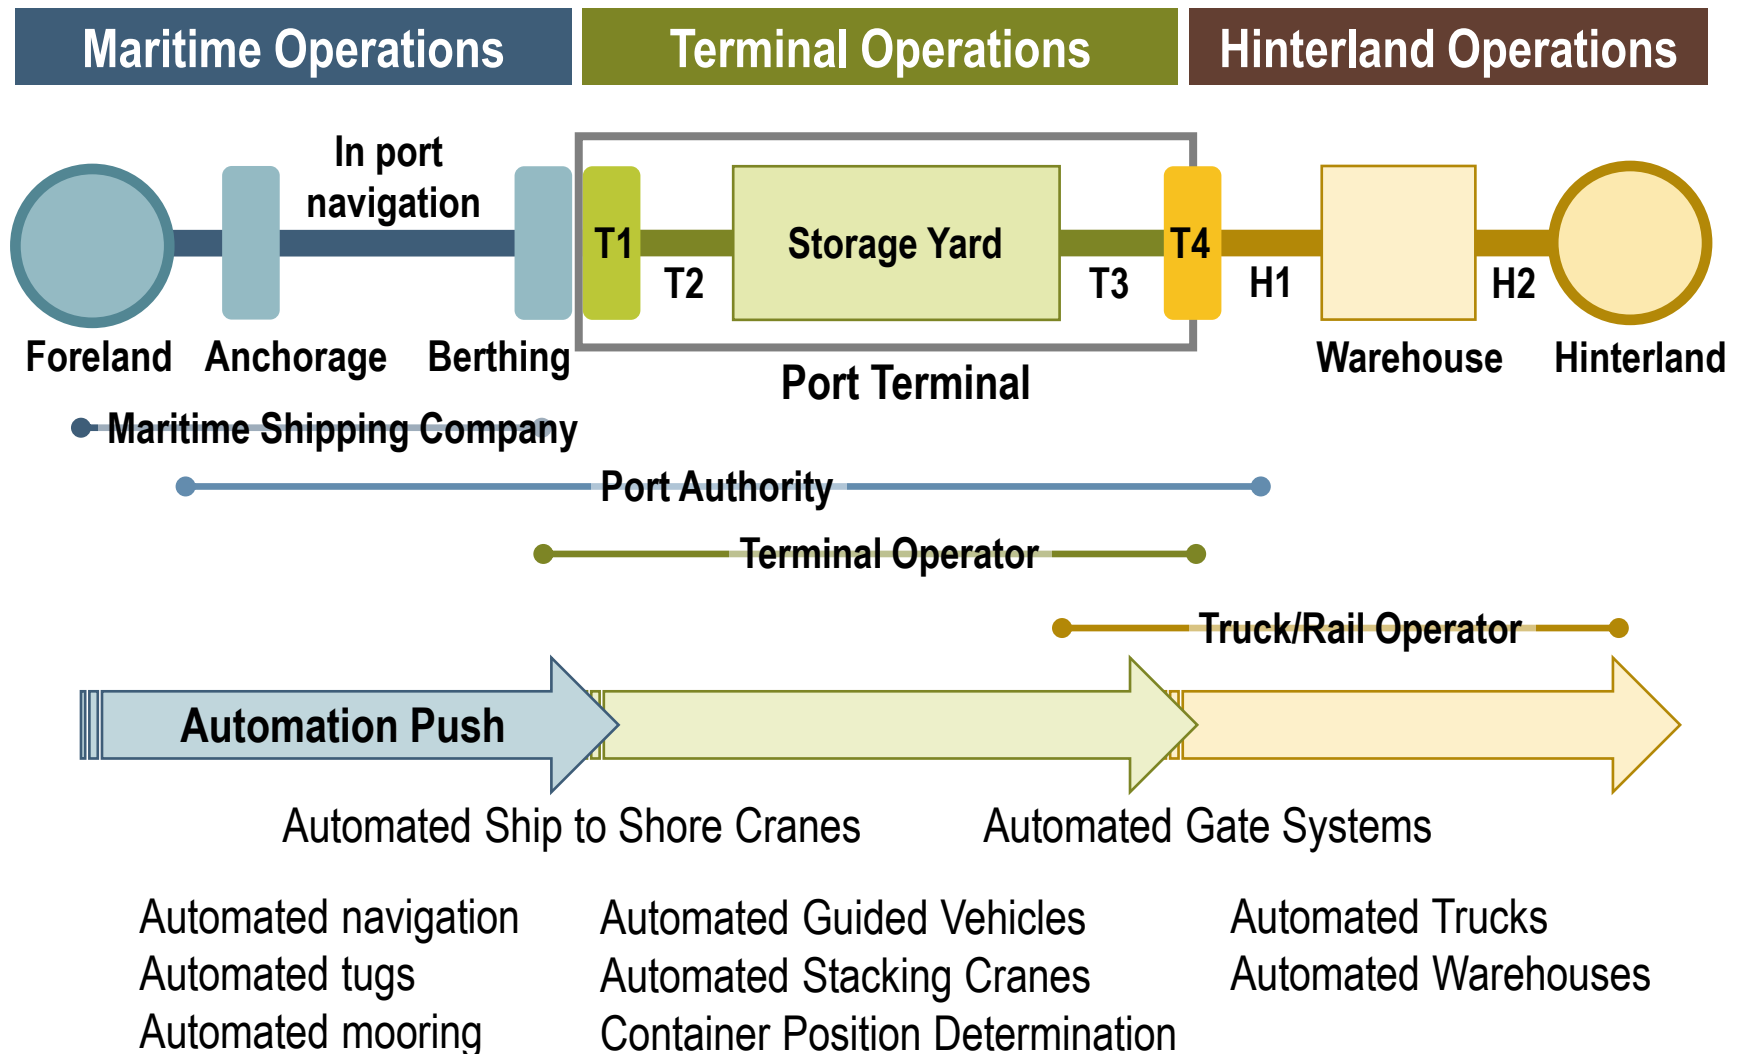 Maritime Operations
Terminal Operations
Hinterland Operations
In port
navigation
T1
T2
Storage Yard
T3
T4
H1
H2
Foreland
Anchorage
Berthing
Port Terminal
Warehouse
Hinterland
Maritime Shipping Company
Port Authority
Terminal Operator
Truck/Rail Operator
Automation Push
Automated Ship to Shore Cranes
Automated Gate Systems
Automated navigation
Automated tugs
Automated mooring
Automated Guided Vehicles
Automated Stacking Cranes
Container Position Determination
Automated Trucks
Automated Warehouses